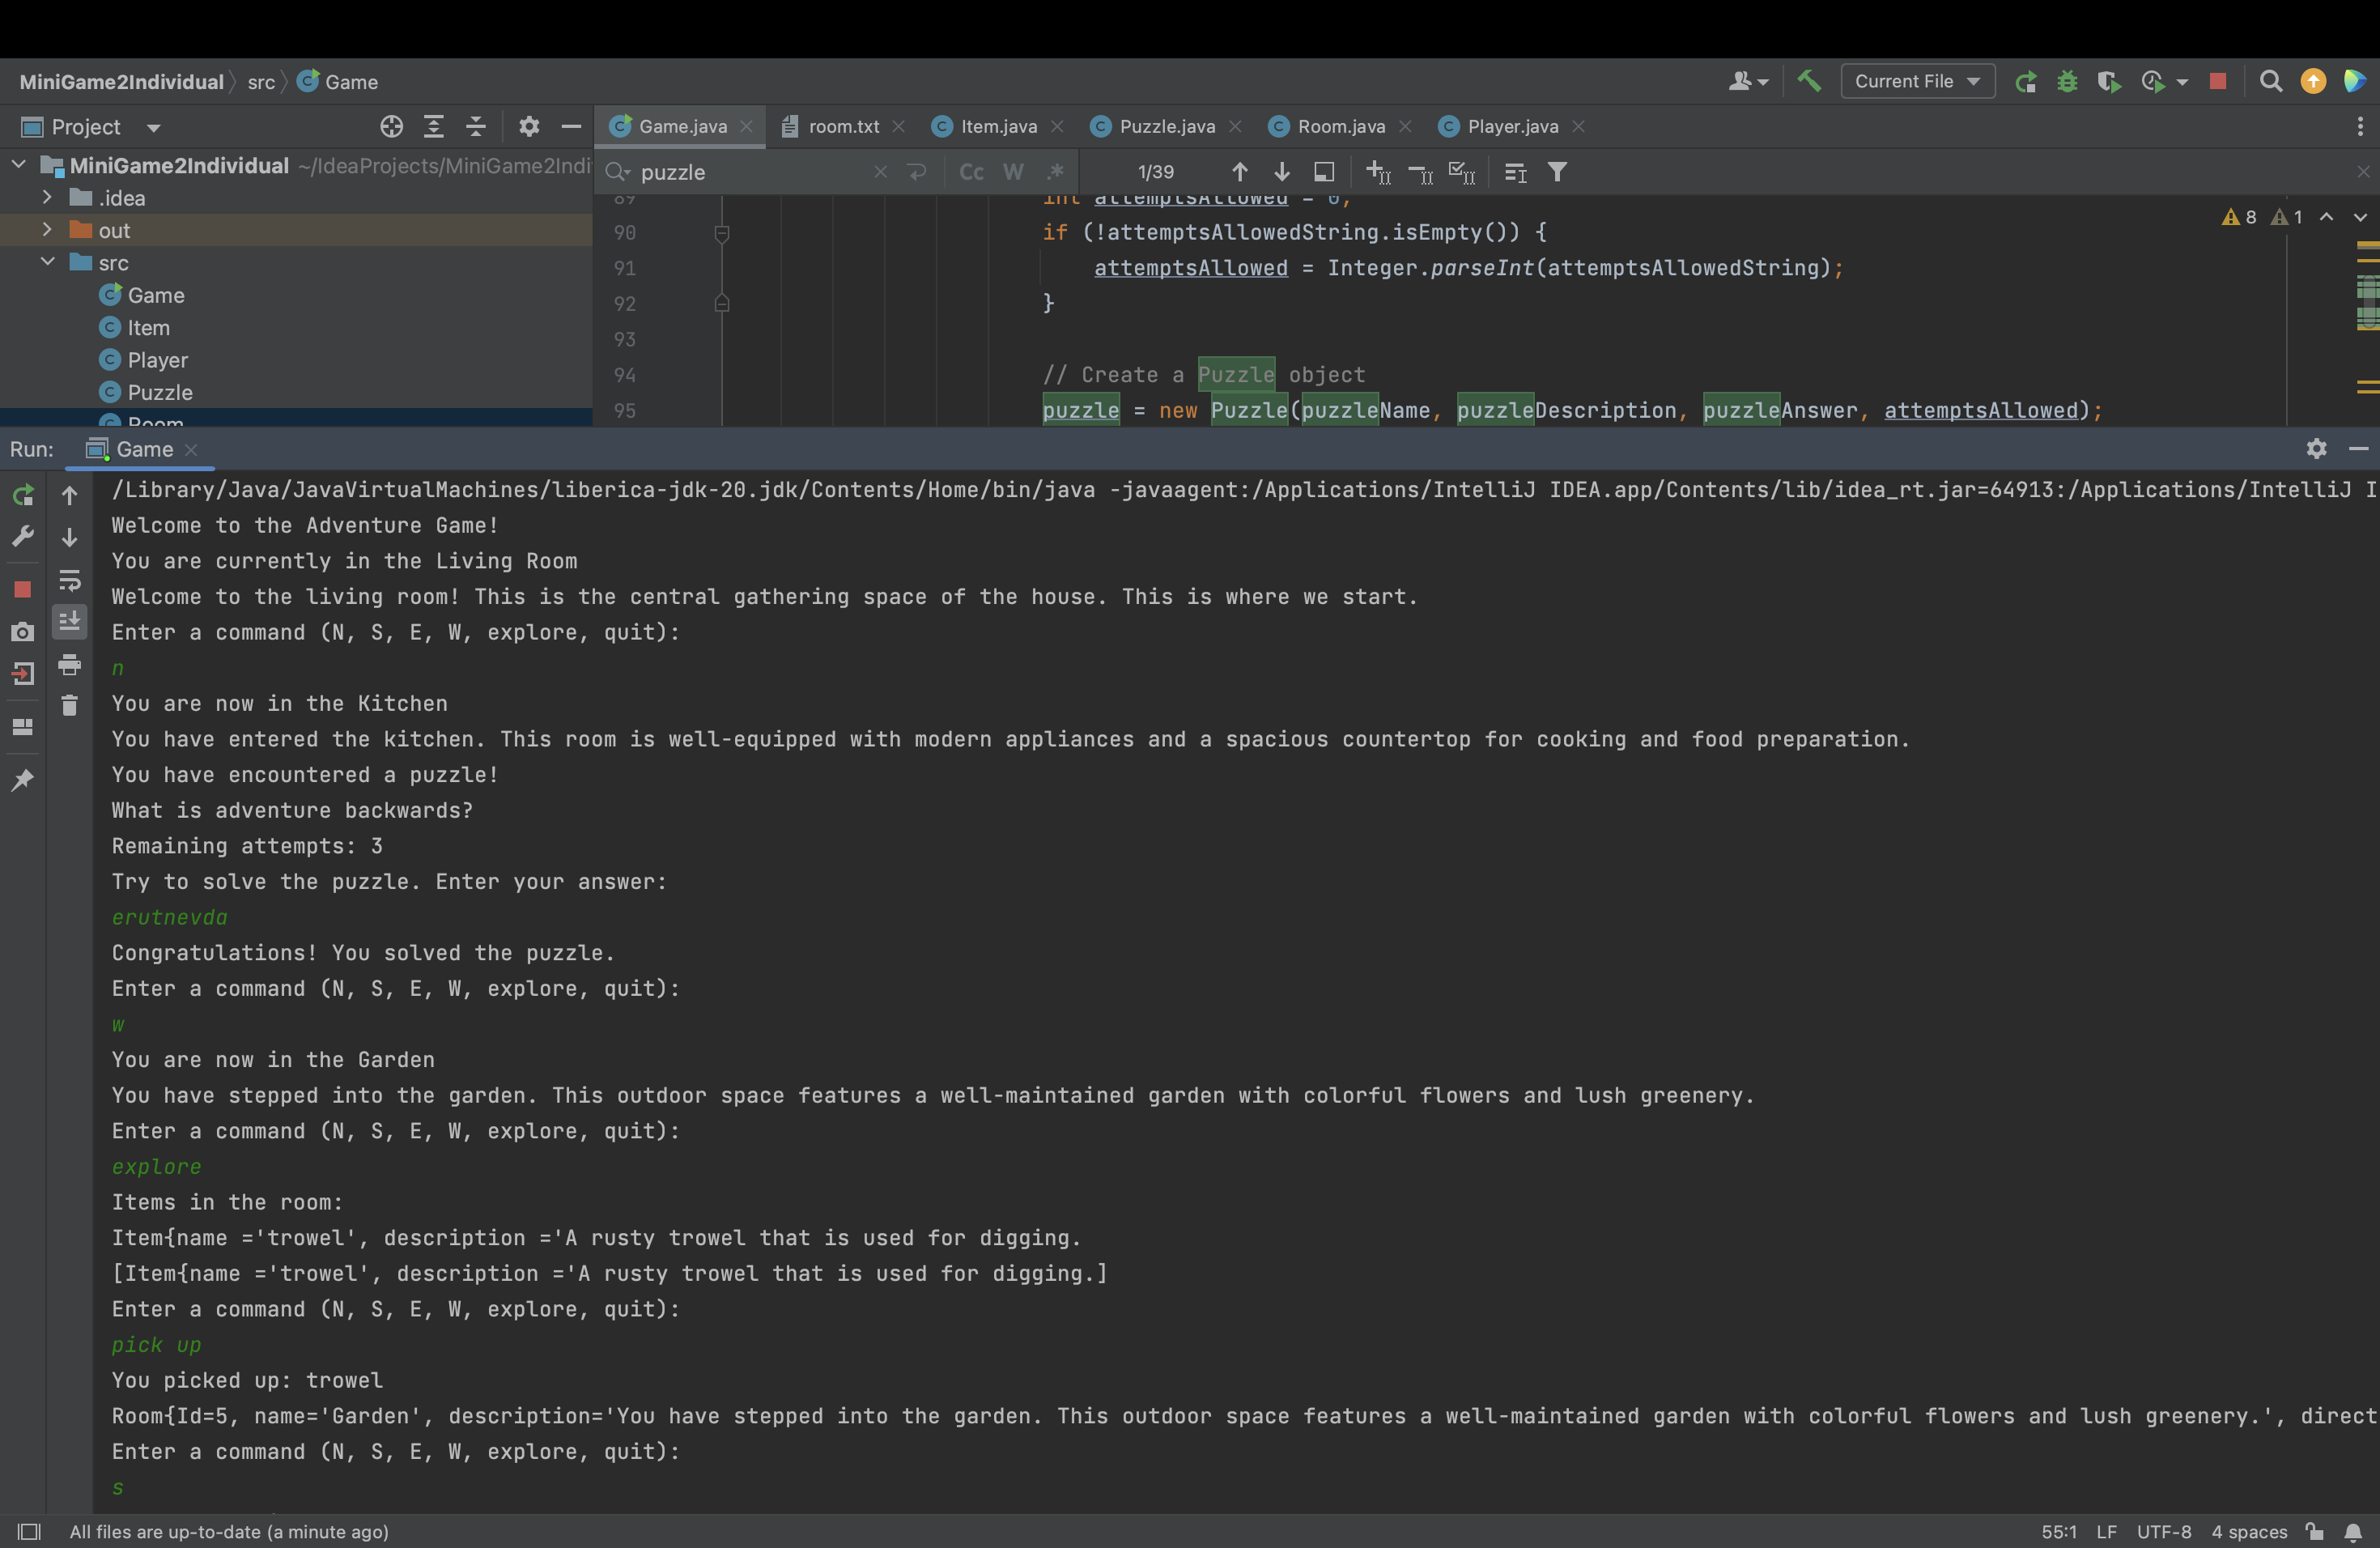 MiniGame2Individual src Game Current File
Project Game.java room.txt Item.java Puzzle.java Room.java Player.java
MiniGame2Individual ~/IdeaProjects/MiniGame2Indi puzzle Cc W .* 1/39
.idea 89 int attemptsAllowed = 0;
out 90 if (!attemptsAllowedString.isEmpty()) { 8 1
src 91 attemptsAllowed = Integer.parseInt(attemptsAllowedString);
Game 92 }
Item 93
Player 94 // Create a Puzzle object
Puzzle 95 puzzle = new Puzzle(puzzleName, puzzleDescription, puzzleAnswer, attemptsAllowed);
Room
Run: Game
/Library/Java/JavaVirtualMachines/liberica-jdk-20.jdk/Contents/Home/bin/java -javaagent:/Applications/IntelliJ IDEA.app/Contents/lib/idea_rt.jar=64913:/Applications/IntelliJ I
Welcome to the Adventure Game!
You are currently in the Living Room
Welcome to the living room! This is the central gathering space of the house. This is where we start.
Enter a command (N, S, E, W, explore, quit):
n
You are now in the Kitchen
You have entered the kitchen. This room is well-equipped with modern appliances and a spacious countertop for cooking and food preparation.
You have encountered a puzzle!
What is adventure backwards?
Remaining attempts: 3
Try to solve the puzzle. Enter your answer:
erutnevda
Congratulations! You solved the puzzle.
Enter a command (N, S, E, W, explore, quit):
w
You are now in the Garden
You have stepped into the garden. This outdoor space features a well-maintained garden with colorful flowers and lush greenery.
Enter a command (N, S, E, W, explore, quit):
explore
Items in the room:
Item{name ='trowel', description ='A rusty trowel that is used for digging.
[Item{name ='trowel', description ='A rusty trowel that is used for digging.]
Enter a command (N, S, E, W, explore, quit):
pick up
You picked up: trowel
Room{Id=5, name='Garden', description='You have stepped into the garden. This outdoor space features a well-maintained garden with colorful flowers and lush greenery.', direct
Enter a command (N, S, E, W, explore, quit):
s
All files are up-to-date (a minute ago) 55:1 LF UTF-8 4 spaces